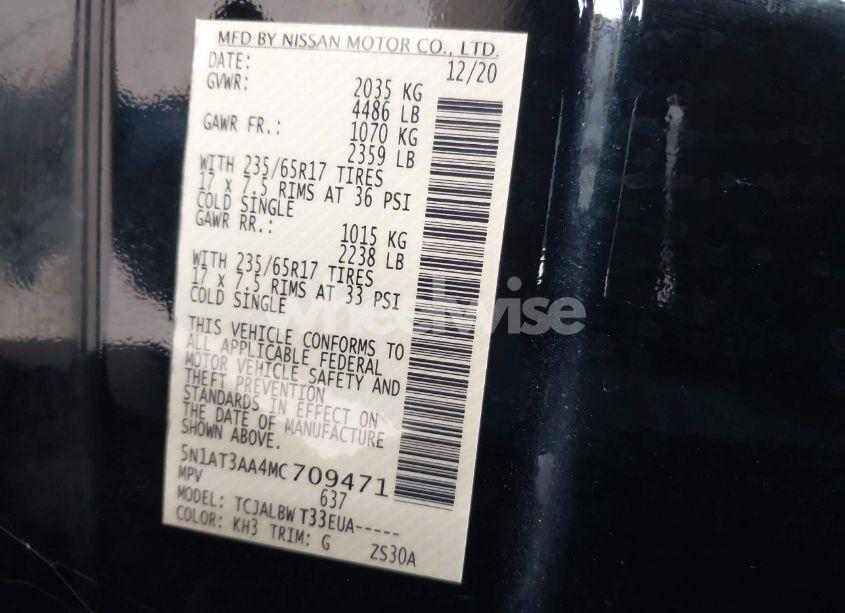 MFD BY NISSAN MOTOR CO., LTD.
DATE: 12/20
GVWR: 2035 KG
4486 LB
GAWR FR.: 1070 KG
2359 LB
WITH 235/65R17 TIRES
17 x 7.5 RIMS AT 36 PSI
COLD SINGLE
GAWR RR.: 1015 KG
2238 LB
WITH 235/65R17 TIRES
17 x 7.5 RIMS AT 33 PSI
COLD SINGLE
wheelwise
THIS VEHICLE CONFORMS TO
ALL APPLICABLE FEDERAL
MOTOR VEHICLE SAFETY AND
THEFT PREVENTION
STANDARDS IN EFFECT ON
THE DATE OF MANUFACTURE
SHOWN ABOVE.
5N1AT3AA4MC709471
MPV 637
MODEL: TCJALBW T33EUA-----
COLOR: KH3 TRIM: G ZS30A